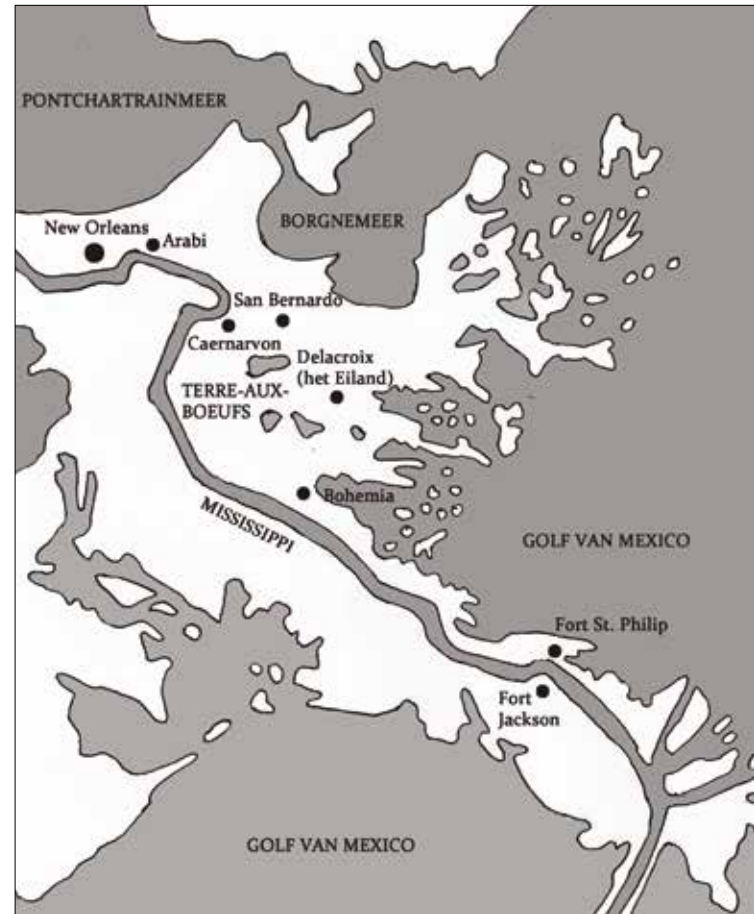 PONTCHARTRAINMEER
BORGNEMEER
New Orleans
Arabi
San Bernardo
Caernarvon
Delacroix
(het Eiland)
TERRE-AUX-
BOEUFS
Bohemia
MISSISSIPPI
GOLF VAN MEXICO
Fort St. Philip
Fort
Jackson
GOLF VAN MEXICO